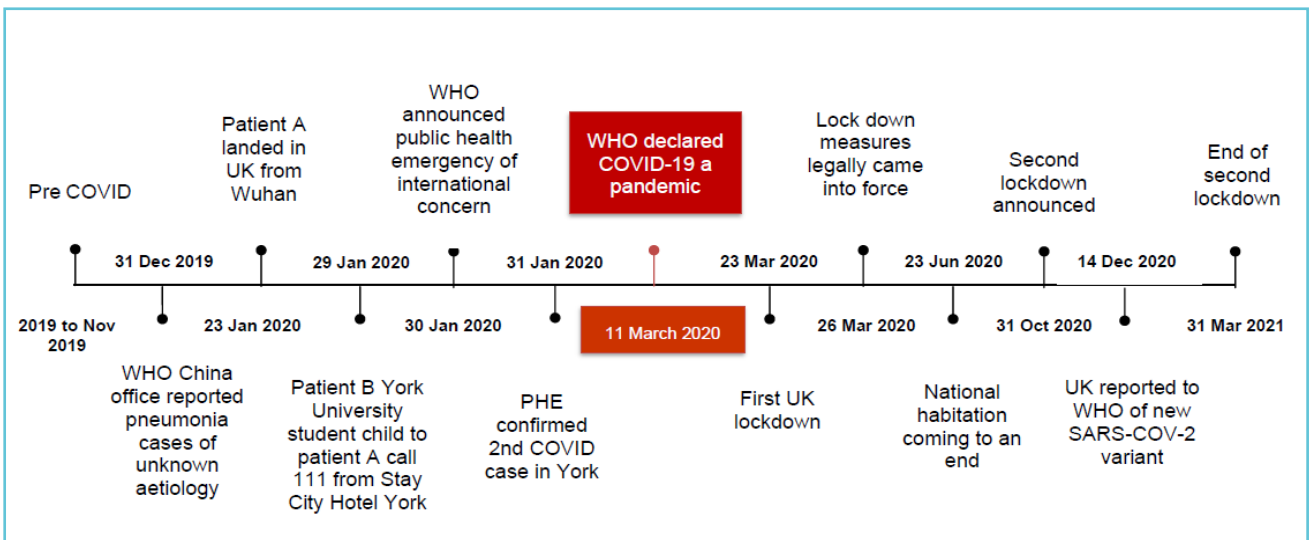 Pre COVID
2019 to Nov
2019
31 Dec 2019
WHO China
office reported
pneumonia
cases of
unknown
aetiology
Patient A
landed in
UK from
Wuhan
23 Jan 2020
29 Jan 2020
Patient B York
University
student child to
patient A call
111 from Stay
City Hotel York
WHO
announced
public health
emergency of
international
concern
30 Jan 2020
31 Jan 2020
PHE
confirmed
2nd COVID
case in York
WHO declared
COVID-19 a
pandemic
11 March 2020
23 Mar 2020
First UK
lockdown
Lock down
measures
legally came
into force
26 Mar 2020
23 Jun 2020
National
habitation
coming to an
end
Second
lockdown
announced
31 Oct 2020
14 Dec 2020
UK reported to
WHO of new
SARS-COV-2
variant
End of
second
lockdown
31 Mar 2021